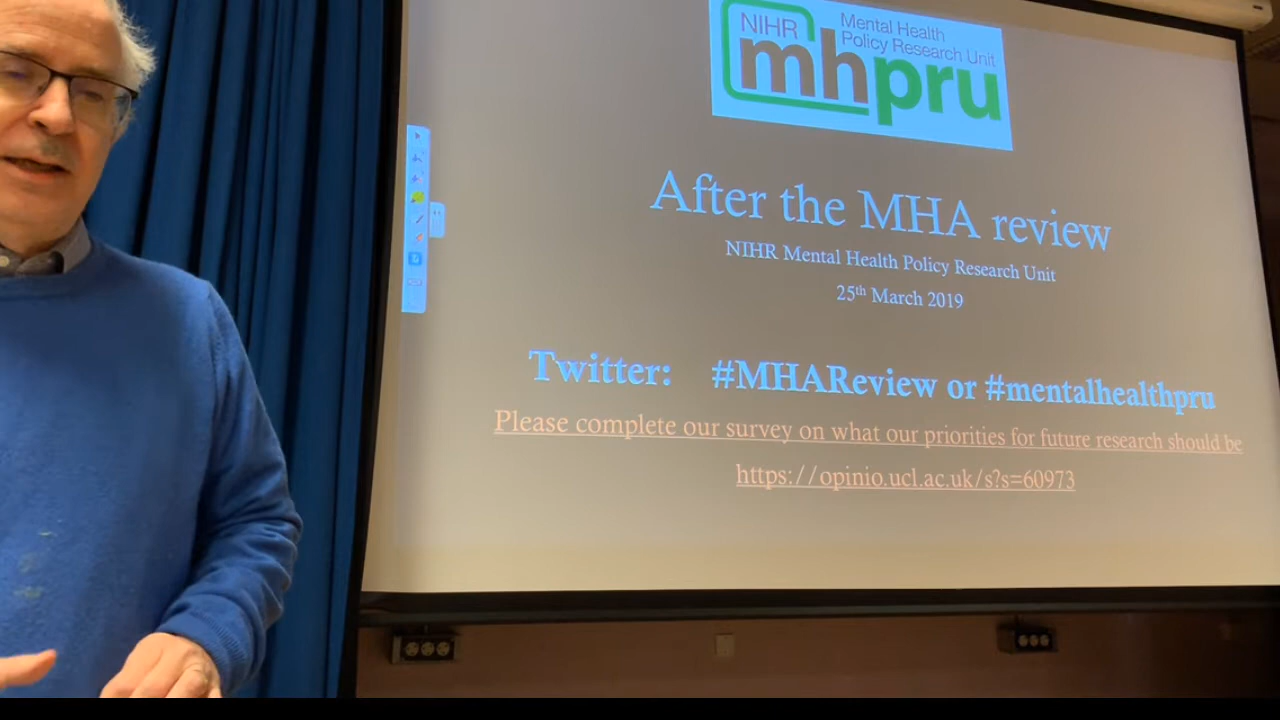 NIHR
Mental Health
Policy Research Unit
mhpru
After the MHA review
NIHR Mental Health Policy Research Unit
25th March 2019
Twitter: #MHAReview or #mentalhealthpru
Please complete our survey on what our priorities for future research should be
https://opinio.ucl.ac.uk/s?s=60973